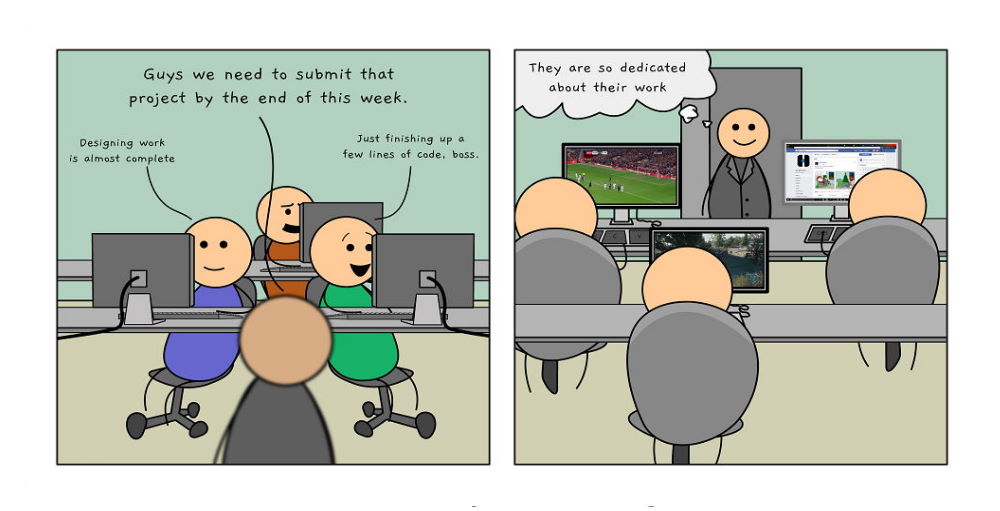 Guys we need to submit that
project by the end of this week.
Designing work
is almost complete
Just finishing up a
few lines of code, boss.
They are so dedicated
about their work